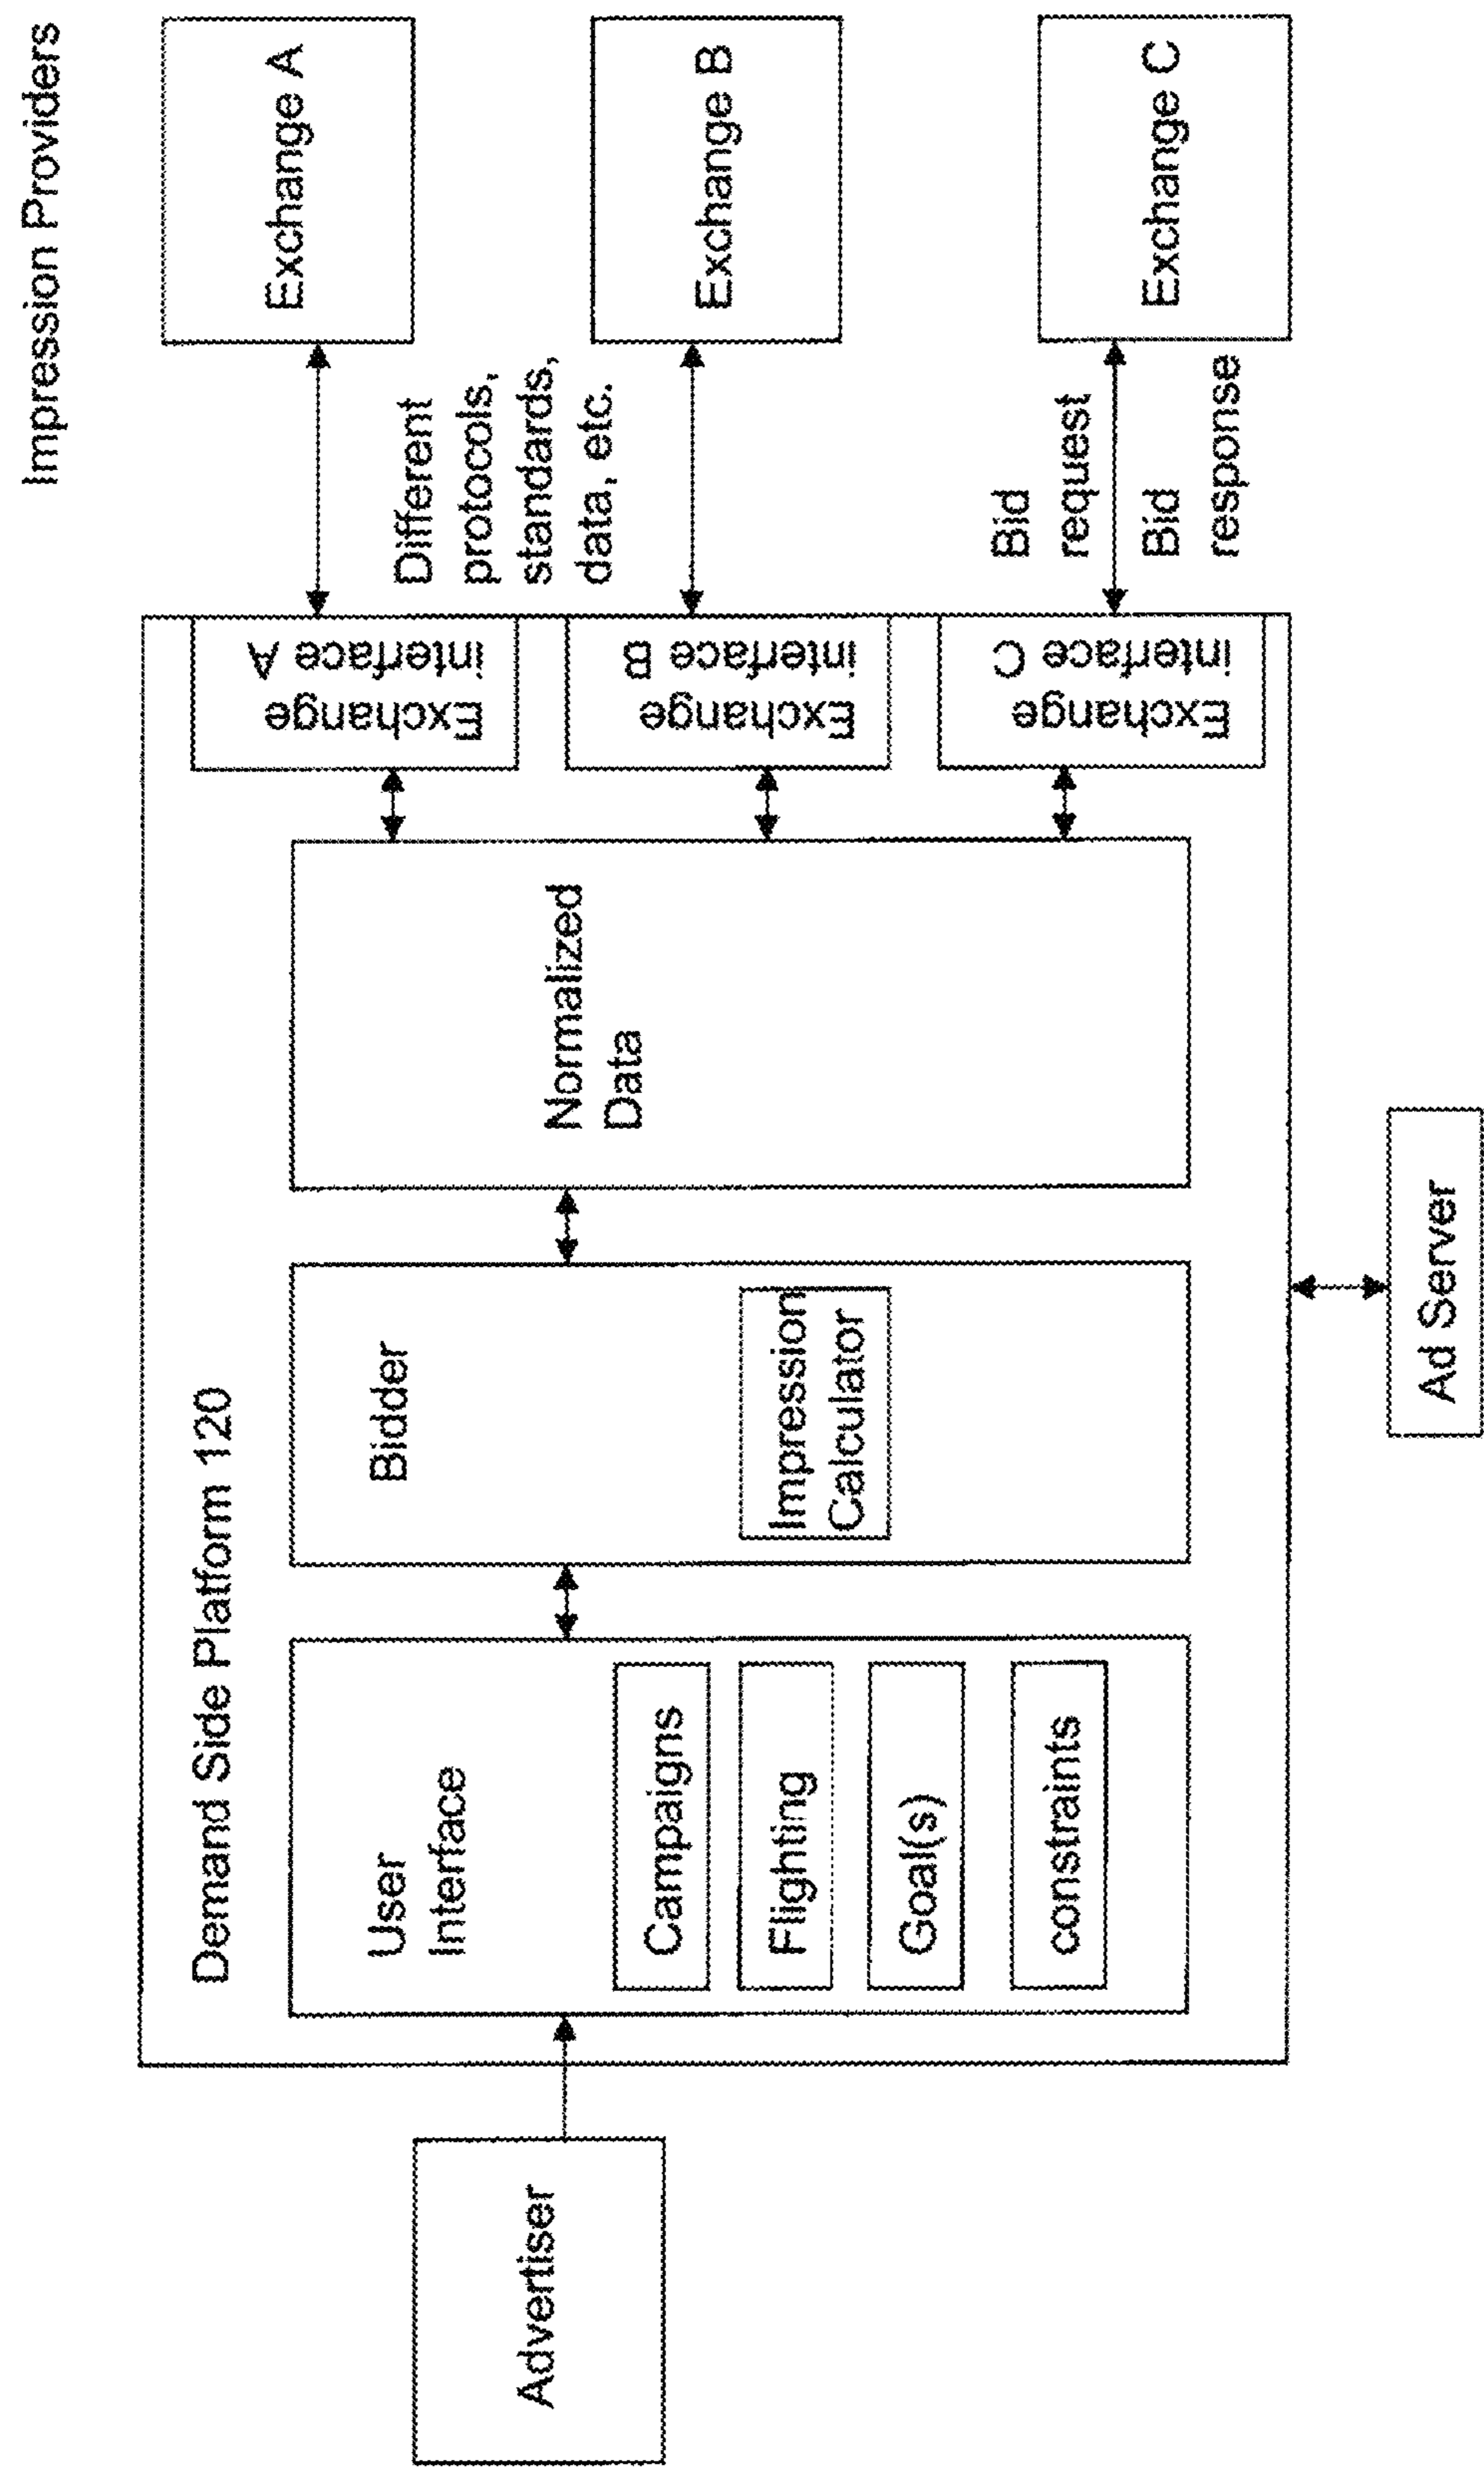 Impression Providers
Demand Side Platform 120
Advertiser
User
Interface
Campaigns
Flighting
Goal(s)
constraints
Bidder
Impression
Calculator
Normalized
Data
Exchange
interface A
Exchange
interface B
Exchange
interface C
Different
protocols,
standards,
data, etc.
Bid
request
Bid
response
Exchange A
Exchange B
Exchange C
Ad Server